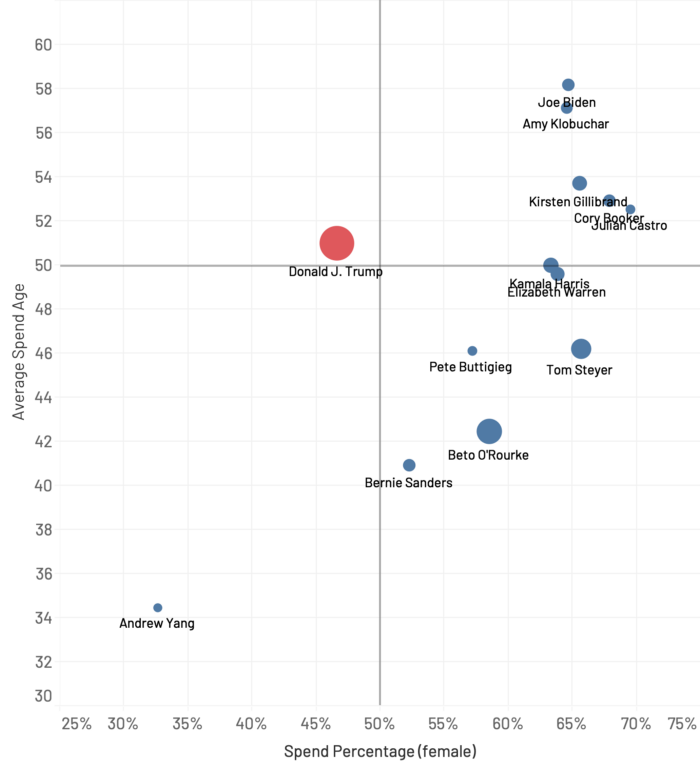 60
58
56
54
52
50
48
46
44
42
40
38
36
34
32
30
Average Spend Age
Joe Biden
Amy Klobuchar
Kirsten Gillibrand
Cory Booker
Julian Castro
Donald J. Trump
Kamala Harris
Elizabeth Warren
Pete Buttigieg
Tom Steyer
Beto O'Rourke
Bernie Sanders
Andrew Yang
25% 30% 35% 40% 45% 50% 55% 60% 65% 70% 75%
Spend Percentage (female)